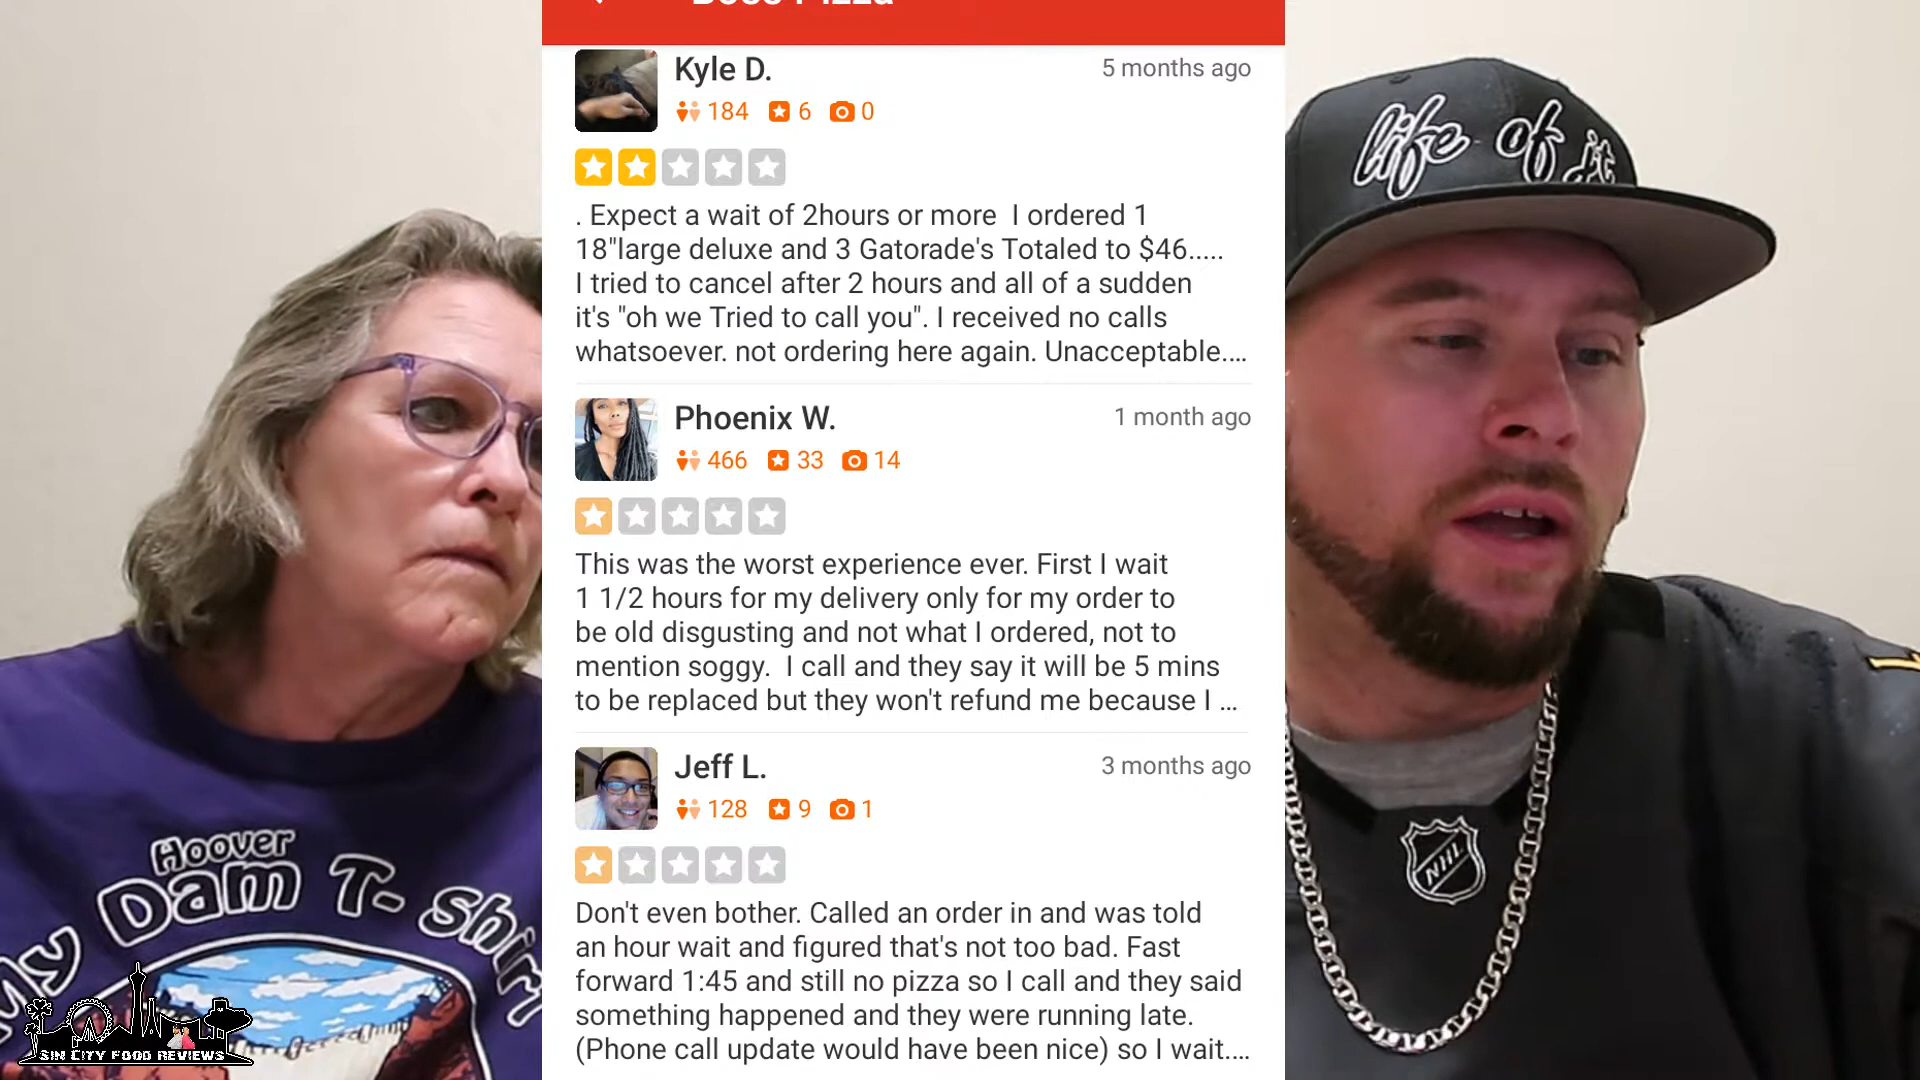 Kyle D.
5 months ago
184 6 0
. Expect a wait of 2hours or more I ordered 1
18"large deluxe and 3 Gatorade's Totaled to $46.....
I tried to cancel after 2 hours and all of a sudden
it's "oh we Tried to call you". I received no calls
whatsoever. not ordering here again. Unacceptable....
Phoenix W.
1 month ago
466 33 14
This was the worst experience ever. First I wait
1 1/2 hours for my delivery only for my order to
be old disgusting and not what I ordered, not to
mention soggy. I call and they say it will be 5 mins
to be replaced but they won't refund me because I ...
Jeff L.
3 months ago
128 9 1
Don't even bother. Called an order in and was told
an hour wait and figured that's not too bad. Fast
forward 1:45 and still no pizza so I call and they said
something happened and they were running late.
(Phone call update would have been nice) so I wait....
life of it
NHL
Hoover
My Dam T-Shirt
SIN CITY FOOD REVIEWS